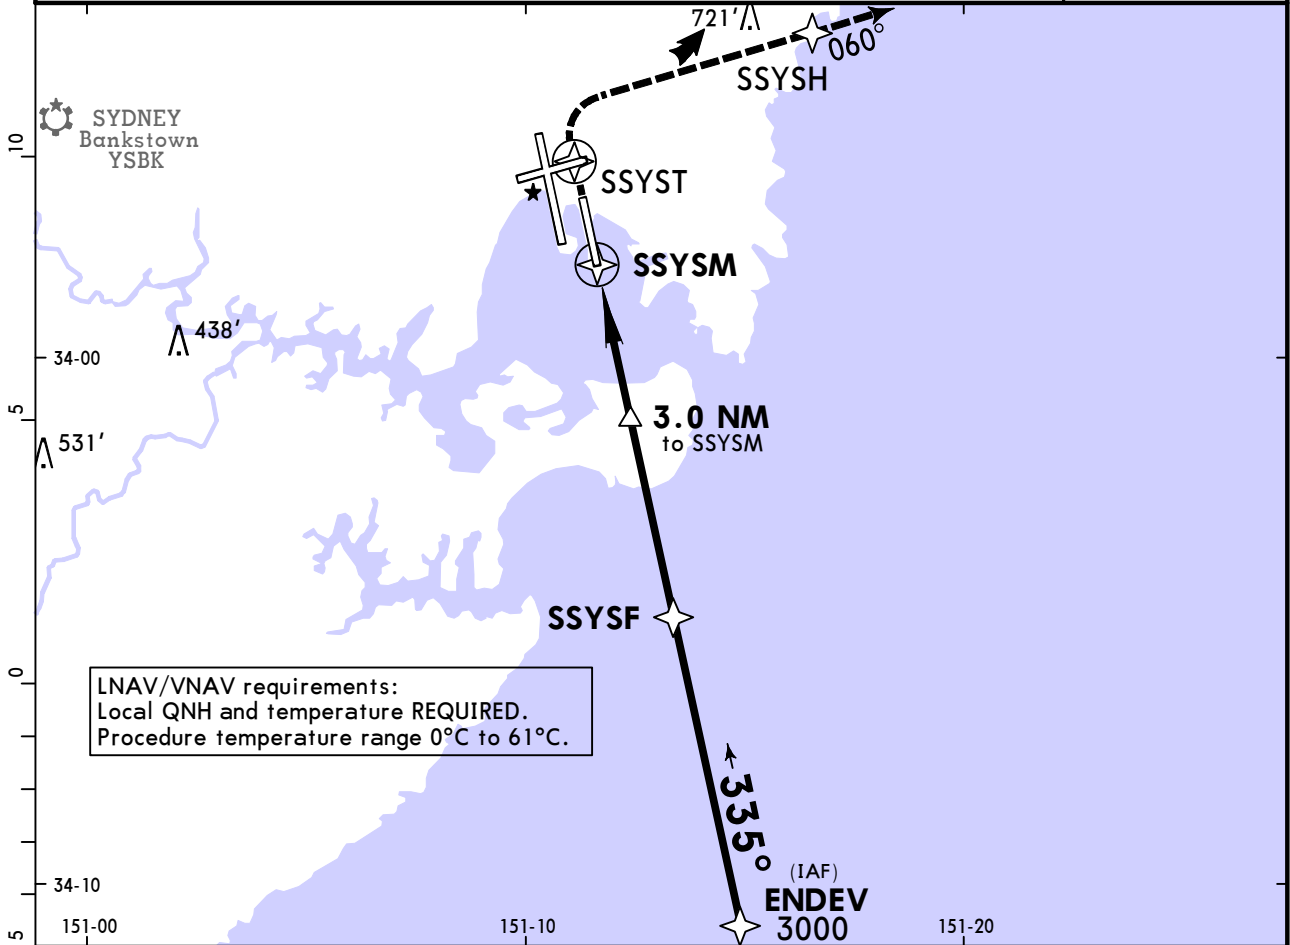 721'
060°
SSYSH
SYDNEY
Bankstown
YSBK
10
SSYST
SSYSM
438'
34-00
3.0 NM
to SSYSM
5
531'
SSYSF
0
LNAV/VNAV requirements:
Local QNH and temperature REQUIRED.
Procedure temperature range 0°C to 61°C.
335°
(IAF)
ENDEV
3000
34-10
5
151-00
151-10
151-20